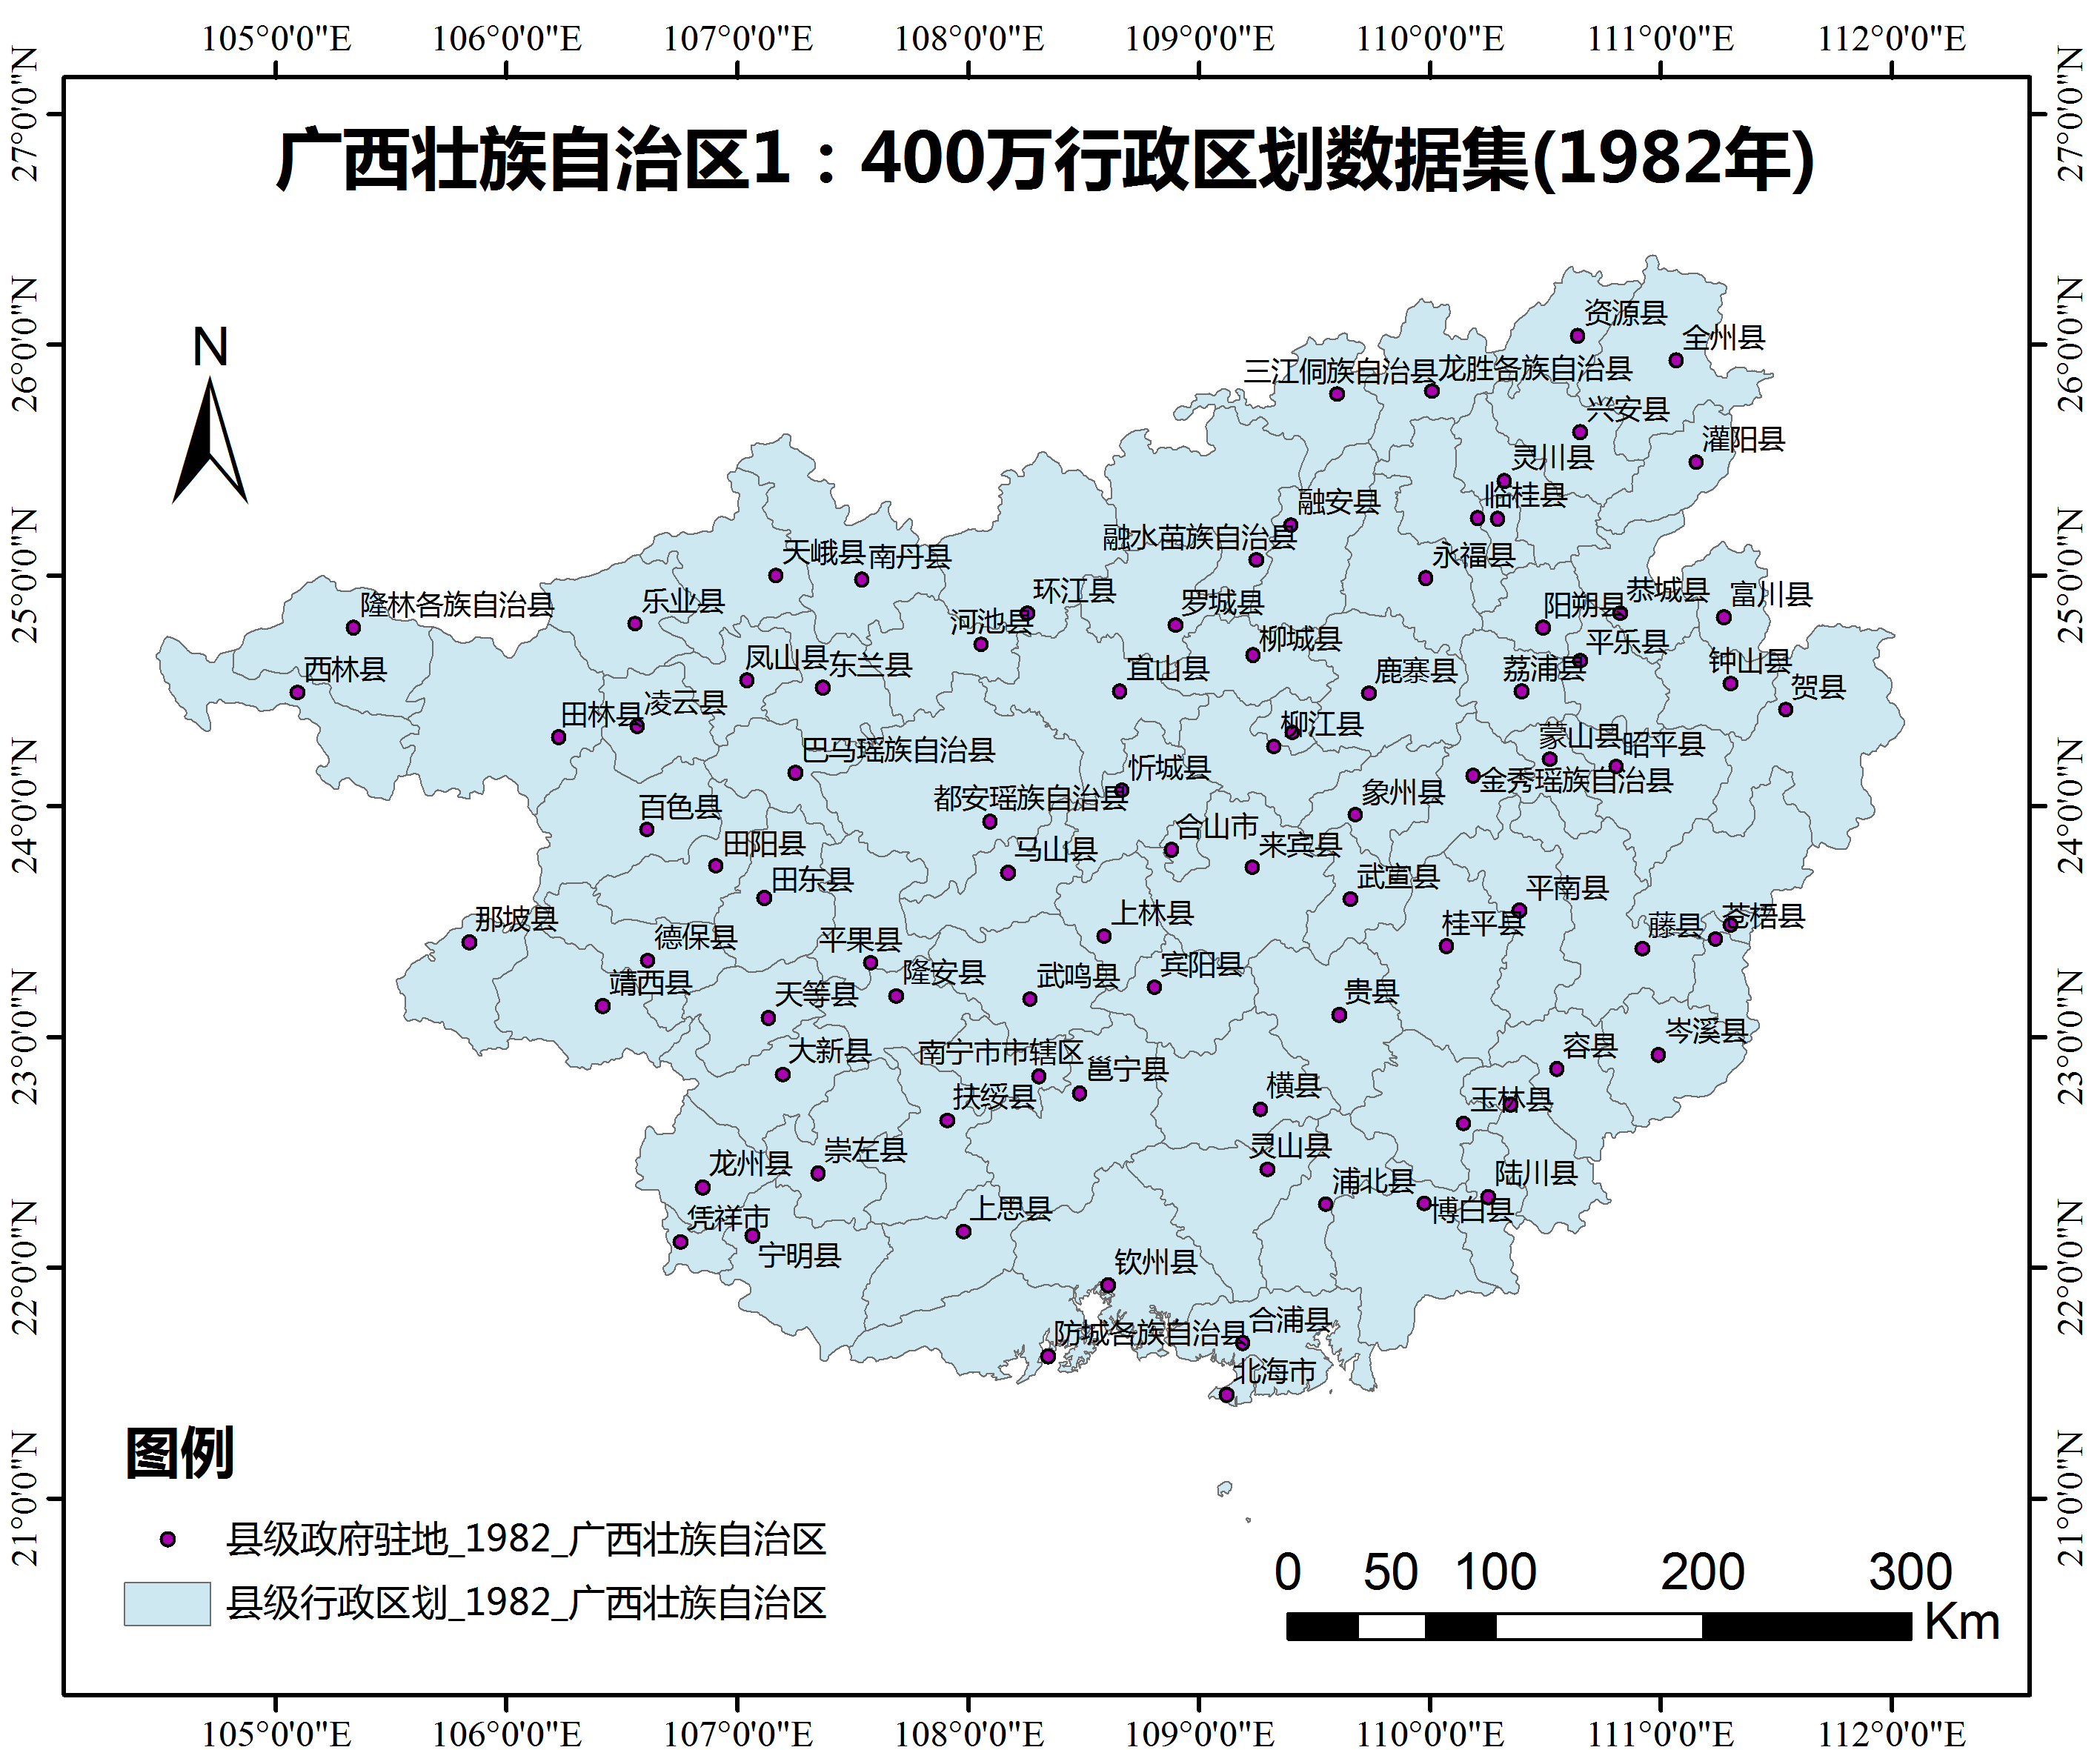 105°0'0"E 106°0'0"E 107°0'0"E 108°0'0"E 109°0'0"E 110°0'0"E 111°0'0"E 112°0'0"E
27°0'0"N
26°0'0"N
25°0'0"N
24°0'0"N
23°0'0"N
22°0'0"N
21°0'0"N
27°0'0"N
26°0'0"N
25°0'0"N
24°0'0"N
23°0'0"N
22°0'0"N
21°0'0"N
广西壮族自治区1：400万行政区划数据集(1982年)
N
资源县
全州县
三江侗族自治县
龙胜各族自治县
兴安县
灌阳县
灵川县
临桂县
融安县
融水苗族自治县
永福县
天峨县
南丹县
环江县
河池县
罗城县
柳城县
阳朔县
恭城县
富川县
隆林各族自治县
乐业县
西林县
凤山县
东兰县
宜山县
鹿寨县
荔浦县
平乐县
钟山县
贺县
田林县
凌云县
柳江县
蒙山县
昭平县
巴马瑶族自治县
忻城县
金秀瑶族自治县
都安瑶族自治县
象州县
百色县
合山市
来宾县
田阳县
马山县
田东县
武宣县
平南县
那坡县
上林县
桂平县
藤县
苍梧县
德保县
平果县
靖西县
隆安县
武鸣县
宾阳县
天等县
贵县
岑溪县
大新县
南宁市市辖区
邕宁县
容县
扶绥县
横县
玉林县
龙州县
崇左县
灵山县
浦北县
陆川县
博白县
凭祥市
宁明县
上思县
钦州县
防城各族自治县
合浦县
北海市
图例
县级政府驻地_1982_广西壮族自治区
县级行政区划_1982_广西壮族自治区
0 50 100 200 300
Km
105°0'0"E 106°0'0"E 107°0'0"E 108°0'0"E 109°0'0"E 110°0'0"E 111°0'0"E 112°0'0"E